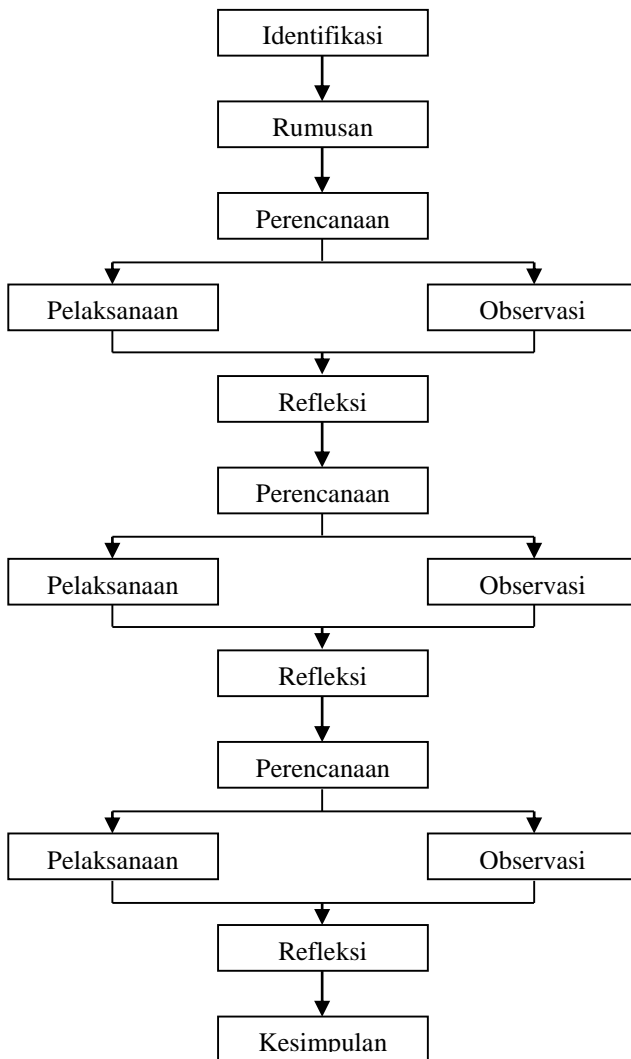 Identifikasi
Rumusan
Perencanaan
Pelaksanaan Observasi
Refleksi
Perencanaan
Pelaksanaan Observasi
Refleksi
Perencanaan
Pelaksanaan Observasi
Refleksi
Kesimpulan